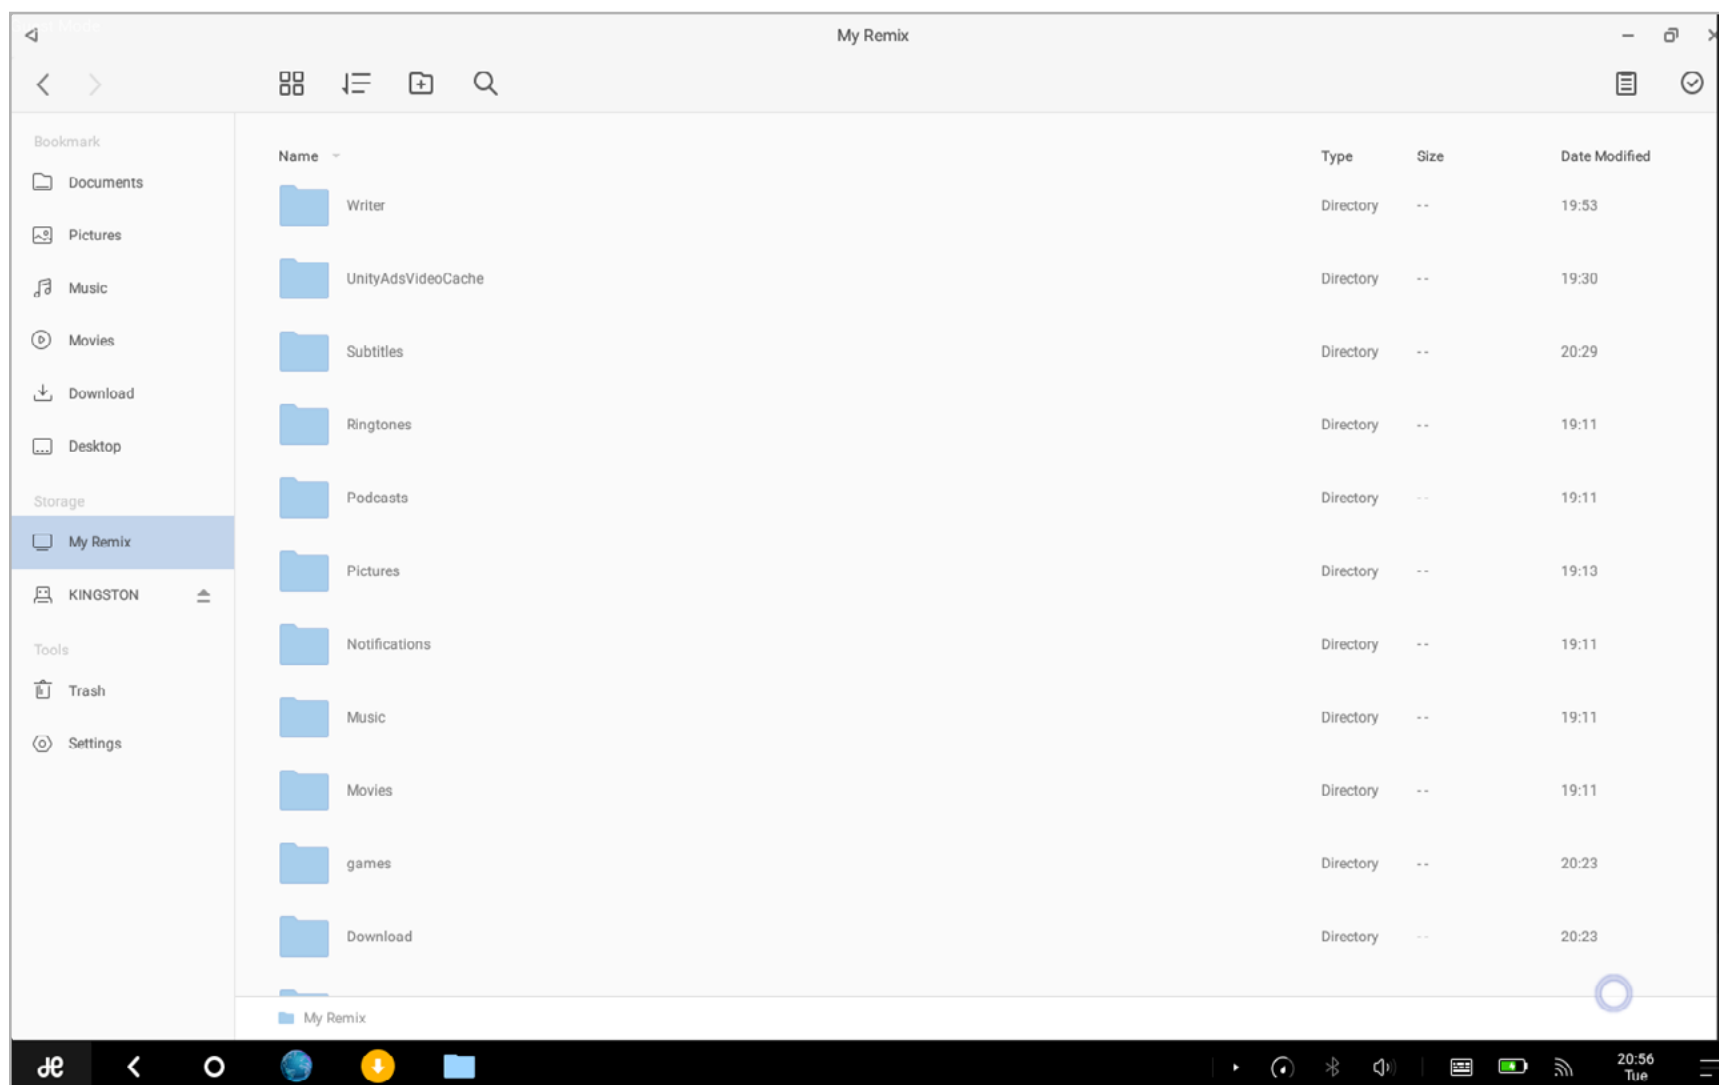 My Remix
Bookmark
Documents
Pictures
Music
Movies
Download
Desktop
Storage
My Remix
KINGSTON
Tools
Trash
Settings
Name Type Size Date Modified
Writer Directory -- 19:53
UnityAdsVideoCache Directory -- 19:30
Subtitles Directory -- 20:29
Ringtones Directory -- 19:11
Podcasts Directory -- 19:11
Pictures Directory -- 19:13
Notifications Directory -- 19:11
Music Directory -- 19:11
Movies Directory -- 19:11
games Directory -- 20:23
Download Directory -- 20:23
My Remix
20:56
Tue